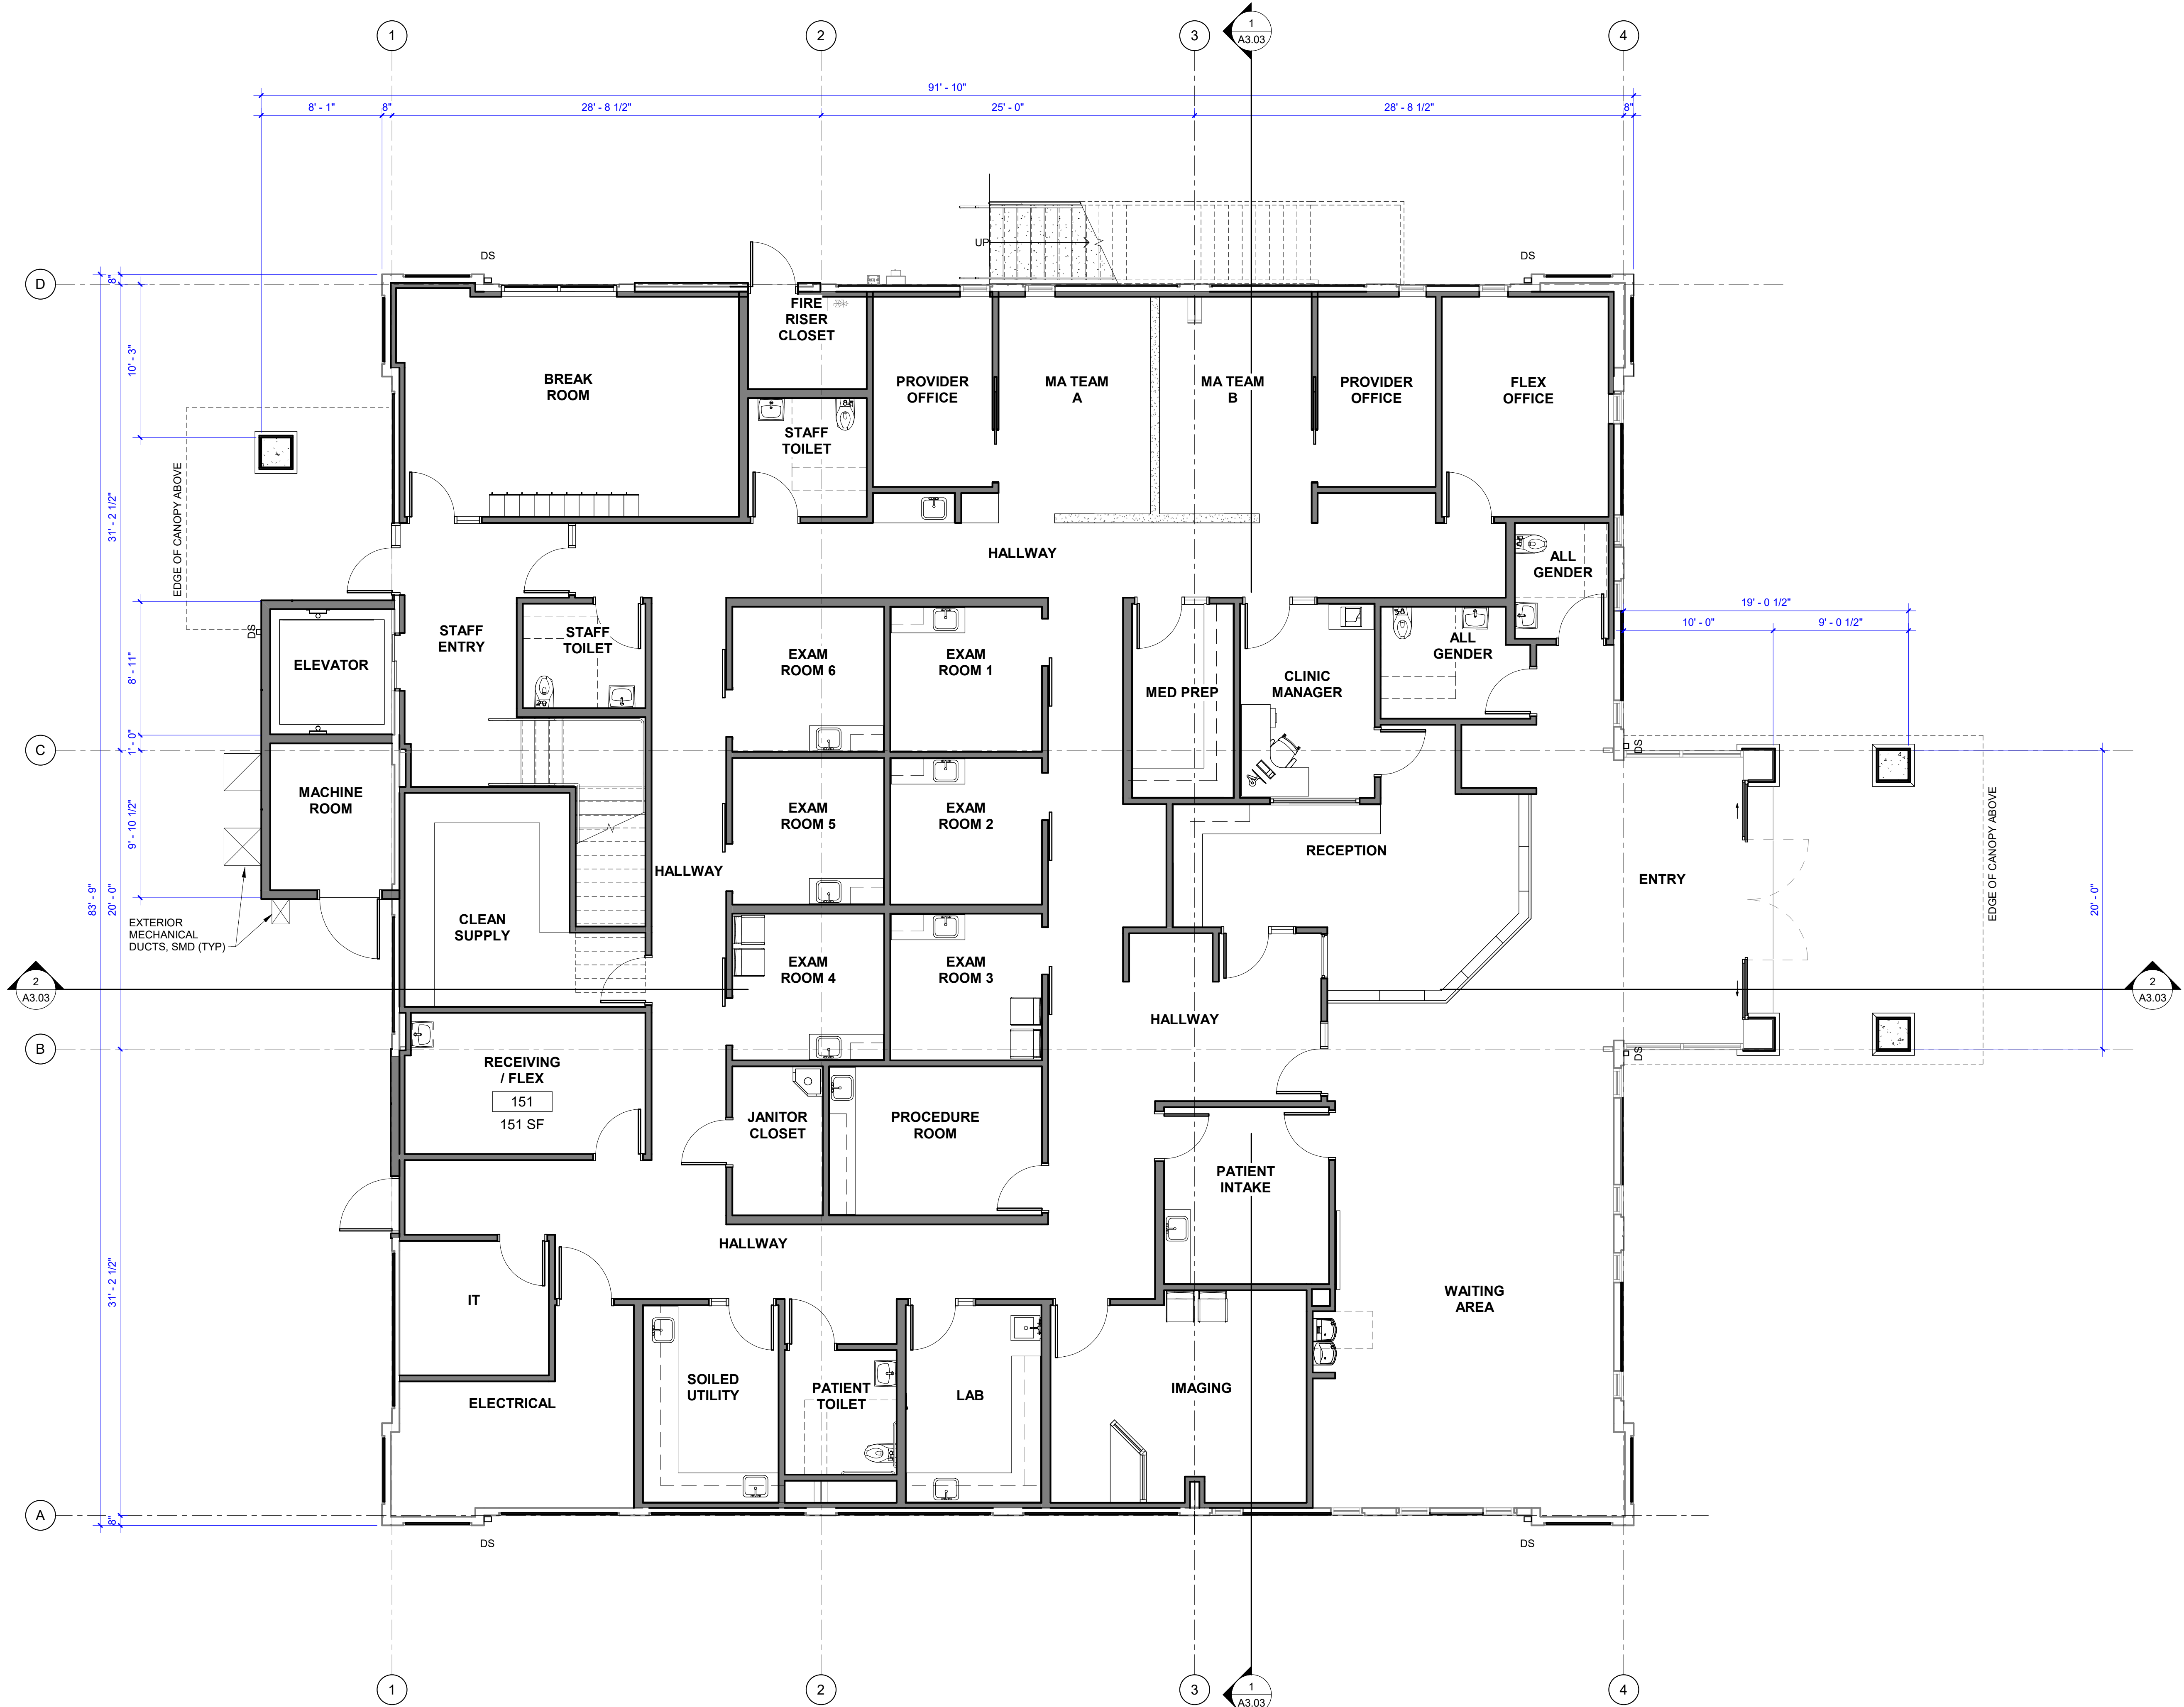 1
2
3
1
A3.03
4
91' - 10"
8' - 1"
8"
28' - 8 1/2"
25' - 0"
28' - 8 1/2"
8"
UP
DS
DS
D
8"
FIRE
RISER
CLOSET
10' - 3"
BREAK
ROOM
PROVIDER
OFFICE
MA TEAM
A
MA TEAM
B
PROVIDER
OFFICE
FLEX
OFFICE
STAFF
TOILET
EDGE OF CANOPY ABOVE
31' - 2 1/2"
HALLWAY
ALL
GENDER
19' - 0 1/2"
10' - 0"
9' - 0 1/2"
DS
STAFF
ENTRY
STAFF
TOILET
ELEVATOR
8' - 11"
EXAM
ROOM 6
EXAM
ROOM 1
MED PREP
CLINIC
MANAGER
ALL
GENDER
C
1' - 0"
DS
MACHINE
ROOM
9' - 10 1/2"
EXAM
ROOM 5
EXAM
ROOM 2
RECEPTION
HALLWAY
ENTRY
EDGE OF CANOPY ABOVE
20' - 0"
83' - 9"
20' - 0"
EXTERIOR
MECHANICAL
DUCTS, SMD (TYP)
CLEAN
SUPPLY
EXAM
ROOM 4
EXAM
ROOM 3
2
A3.03
2
A3.03
HALLWAY
B
DS
RECEIVING
/ FLEX
151
151 SF
JANITOR
CLOSET
PROCEDURE
ROOM
PATIENT
INTAKE
HALLWAY
31' - 2 1/2"
IT
WAITING
AREA
ELECTRICAL
SOILED
UTILITY
PATIENT
TOILET
LAB
IMAGING
A
8"
DS
DS
1
2
3
1
A3.03
4